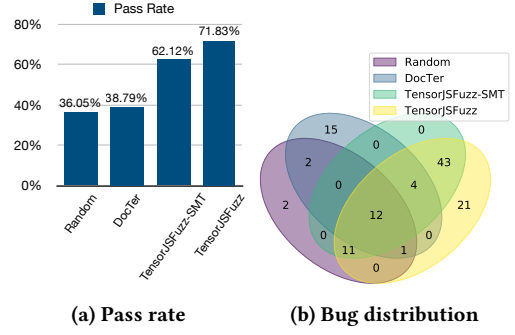 Pass Rate
80%
60%
40%
20%
0%
36.05%
38.79%
62.12%
71.83%
Random
DocTer
TensorJSFuzz-SMT
TensorJSFuzz
(a) Pass rate
Random
DocTer
TensorJSFuzz-SMT
TensorJSFuzz
15
0
2
0
43
2
0
4
21
12
0
11
1
0
0
(b) Bug distribution